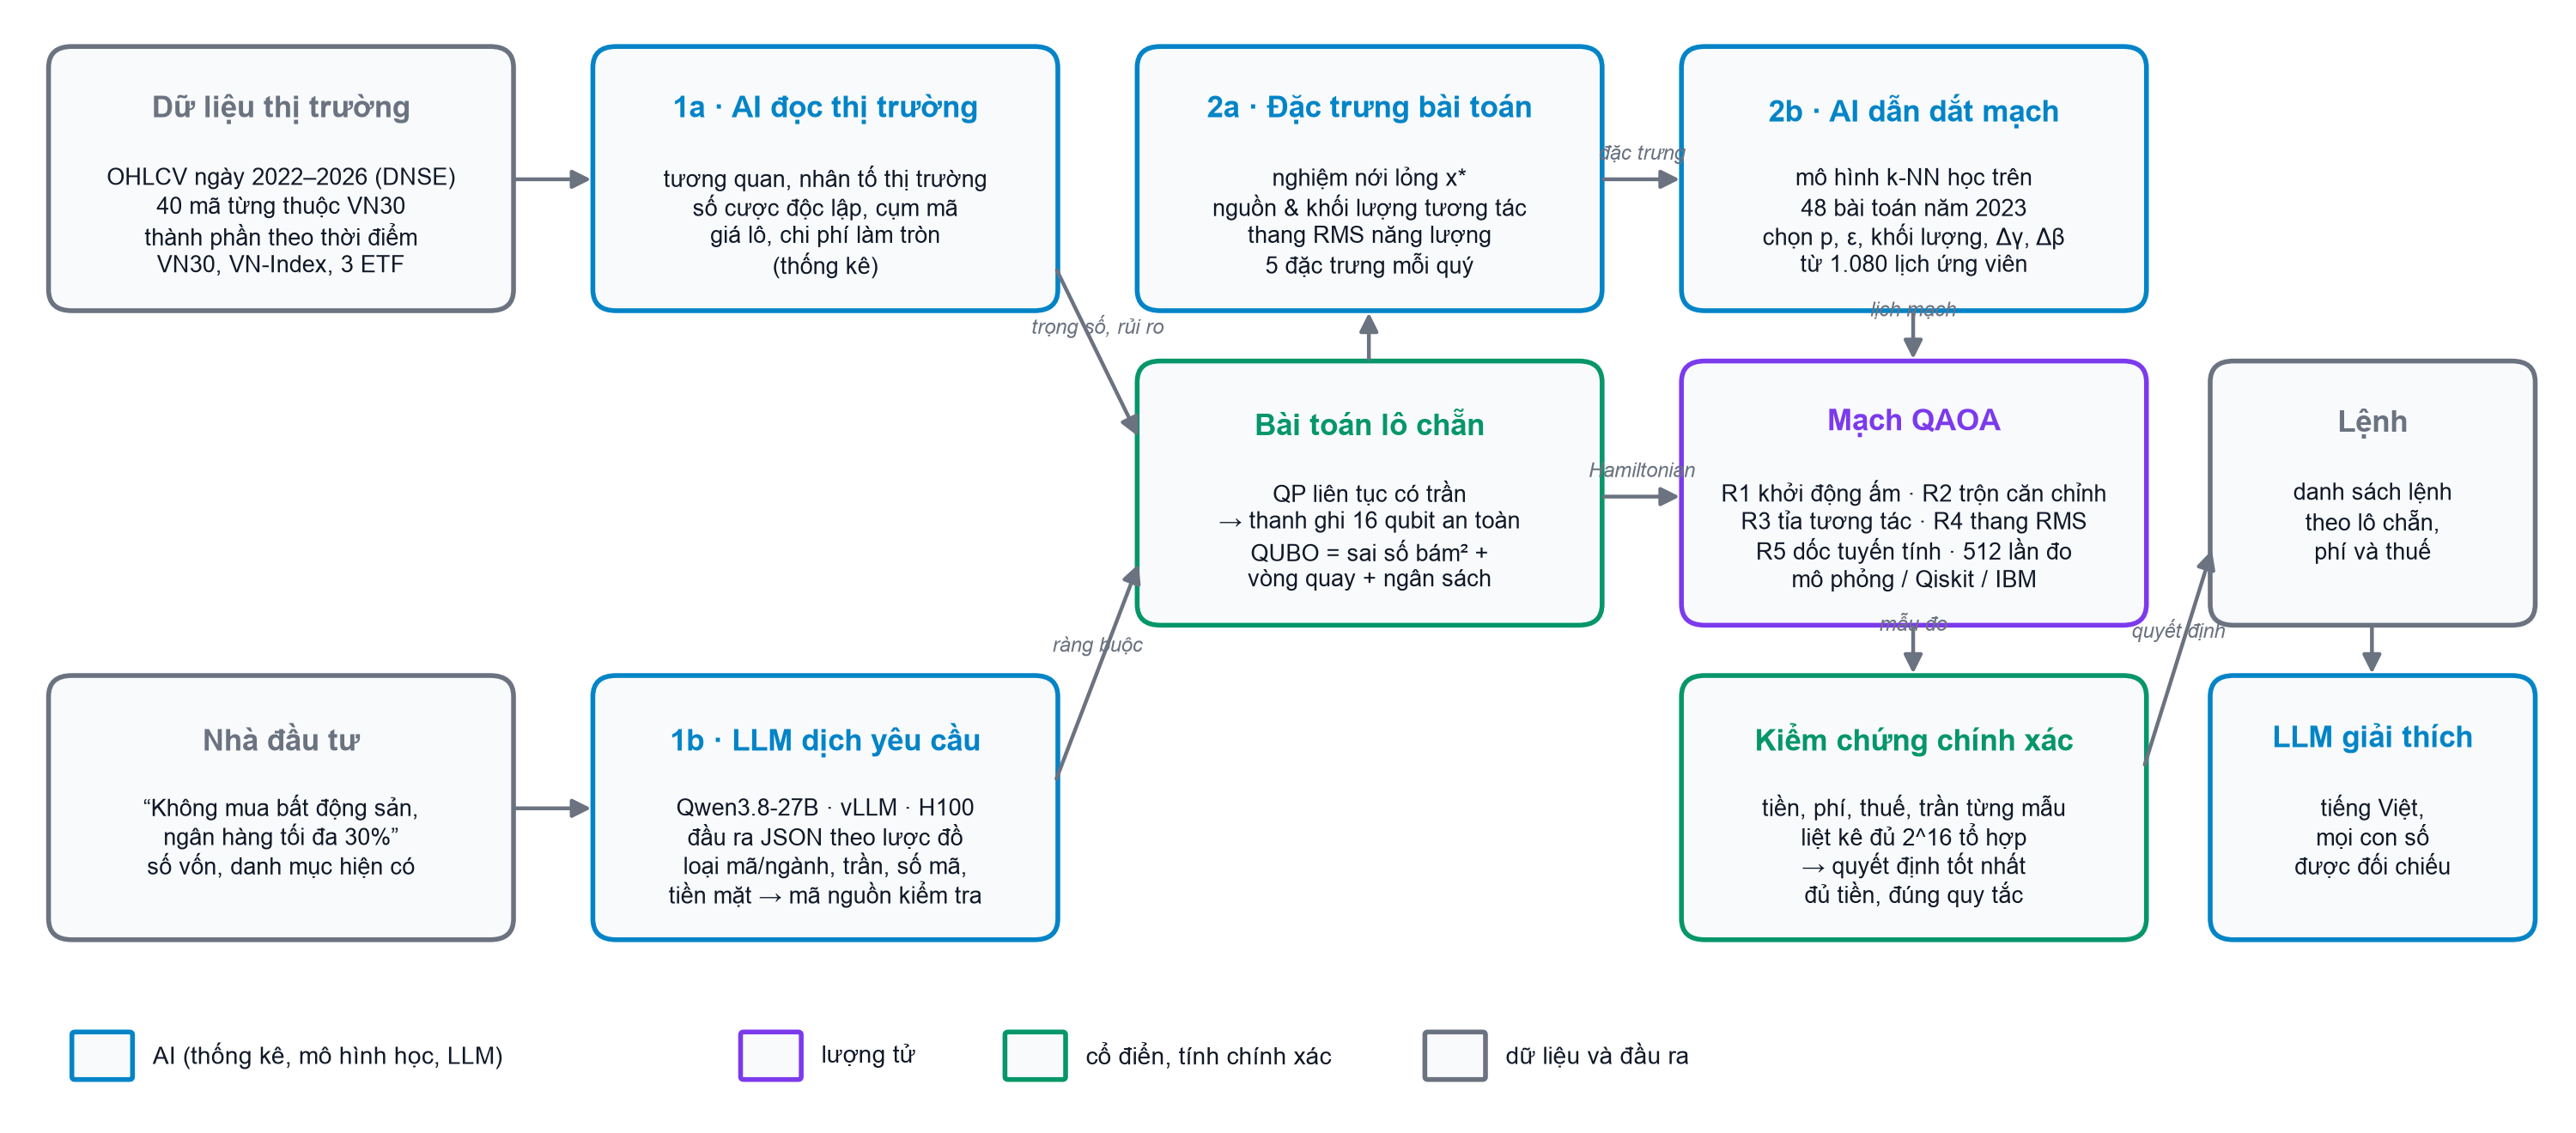 Dữ liệu thị trường
OHLCV ngày 2022–2026 (DNSE)
40 mã từng thuộc VN30
thành phần theo thời điểm
VN30, VN-Index, 3 ETF
1a · AI đọc thị trường
tương quan, nhân tố thị trường
số cược độc lập, cụm mã
giá lô, chi phí làm tròn
(thống kê)
2a · Đặc trưng bài toán
nghiệm nới lỏng x*
nguồn & khối lượng tương tác
thang RMS năng lượng
5 đặc trưng mỗi quý
đặc trưng
2b · AI dẫn dắt mạch
mô hình k-NN học trên
48 bài toán năm 2023
chọn p, ε, khối lượng, Δγ, Δβ
từ 1.080 lịch ứng viên
lịch mạch
trọng số, rủi ro
Bài toán lô chẵn
QP liên tục có trần
→ thanh ghi 16 qubit an toàn
QUBO = sai số bám² +
vòng quay + ngân sách
Hamiltonian
Mạch QAOA
R1 khởi động ấm · R2 trộn căn chỉnh
R3 tỉa tương tác · R4 thang RMS
R5 dốc tuyến tính · 512 lần đo
mô phỏng / Qiskit / IBM
Lệnh
danh sách lệnh
theo lô chẵn,
phí và thuế
mẫu đo
quyết định
ràng buộc
Nhà đầu tư
“Không mua bất động sản,
ngân hàng tối đa 30%”
số vốn, danh mục hiện có
1b · LLM dịch yêu cầu
Qwen3.8-27B · vLLM · H100
đầu ra JSON theo lược đồ
loại mã/ngành, trần, số mã,
tiền mặt → mã nguồn kiểm tra
Kiểm chứng chính xác
tiền, phí, thuế, trần từng mẫu
liệt kê đủ 2^16 tổ hợp
→ quyết định tốt nhất
đủ tiền, đúng quy tắc
LLM giải thích
tiếng Việt,
mọi con số
được đối chiếu
AI (thống kê, mô hình học, LLM)
lượng tử
cổ điển, tính chính xác
dữ liệu và đầu ra